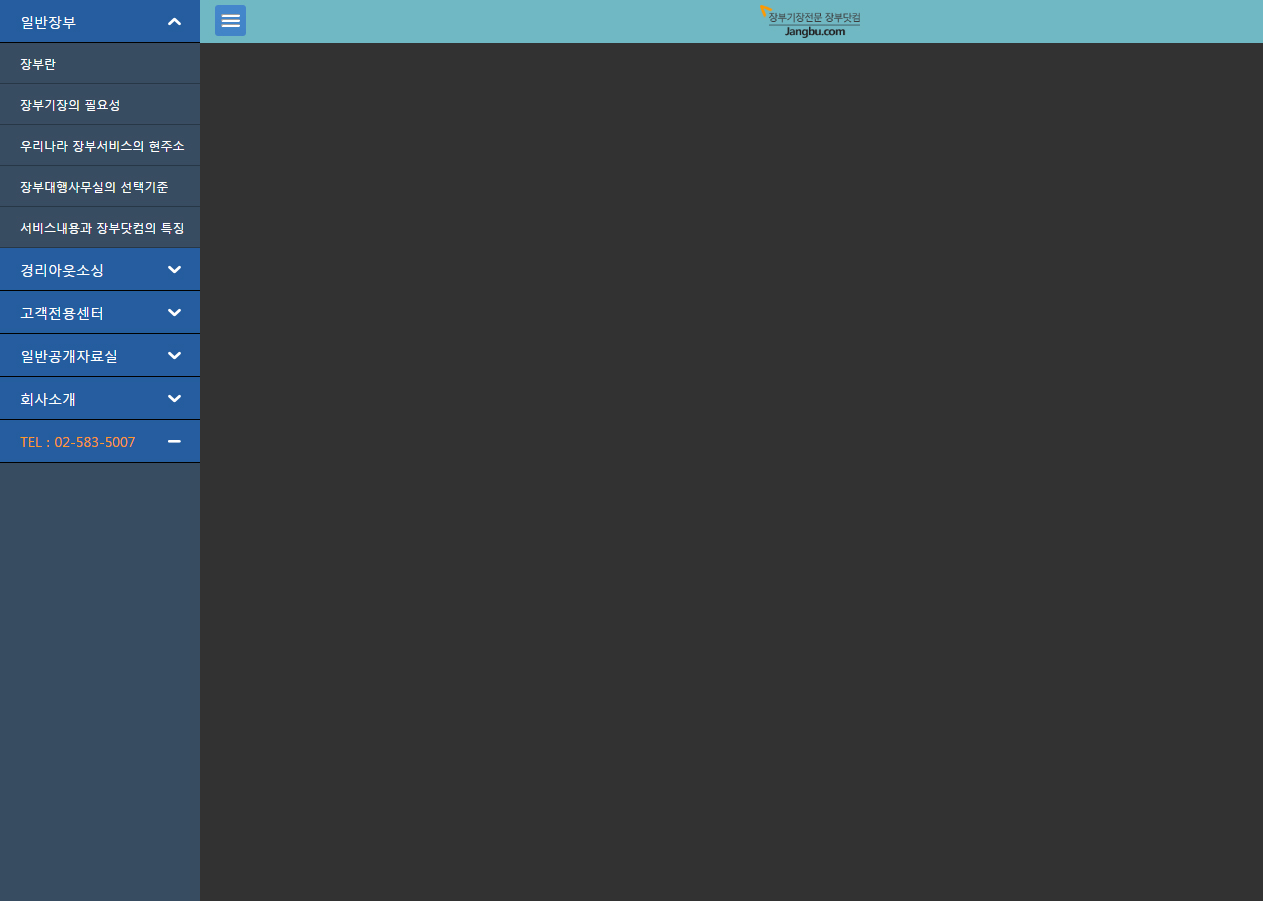 일반장부
장부기장전문 장부닷컴
Jangbu.com
장부란
장부기장의 필요성
우리나라 장부서비스의 현주소
장부대행사무실의 선택기준
서비스내용과 장부닷컴의 특징
경리아웃소싱
고객전용센터
일반공개자료실
회사소개
TEL : 02-583-5007